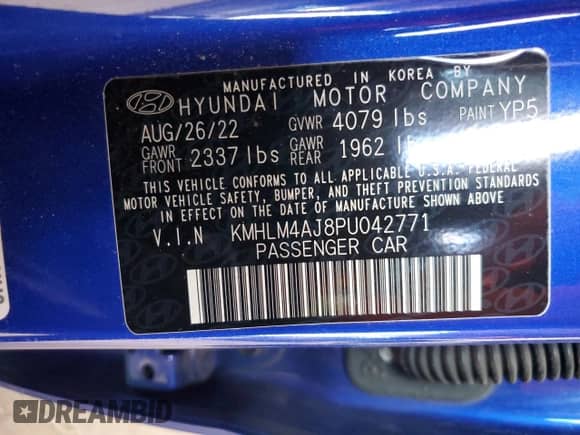 MANUFACTURED IN KOREA BY
HYUNDAI MOTOR COMPANY
AUG/26/22 GVWR 4079 lbs PAINT YP5
GAWR FRONT 2337 lbs GAWR REAR 1962
THIS VEHICLE CONFORMS TO ALL APPLICABLE U.S.A. FEDERAL
MOTOR VEHICLE SAFETY, BUMPER, AND THEFT PREVENTION STANDARDS
IN EFFECT ON THE DATE OF MANUFACTURE SHOWN ABOVE
V.I.N KMHLM4AJ8PU042771
PASSENGER CAR
DREAMBID